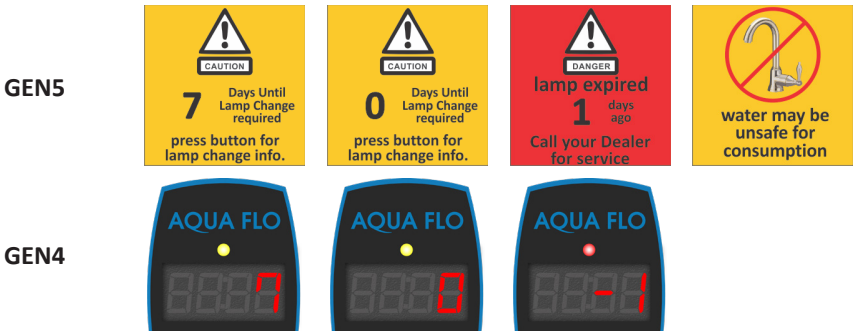 GEN5
CAUTION
7 Days Until
Lamp Change
required
press button for
lamp change info.
CAUTION
0 Days Until
Lamp Change
required
press button for
lamp change info.
DANGER
lamp expired
1 days
ago
Call your Dealer
for service
water may be
unsafe for
consumption
GEN4
AQUA FLO
7
AQUA FLO
0
AQUA FLO
-1